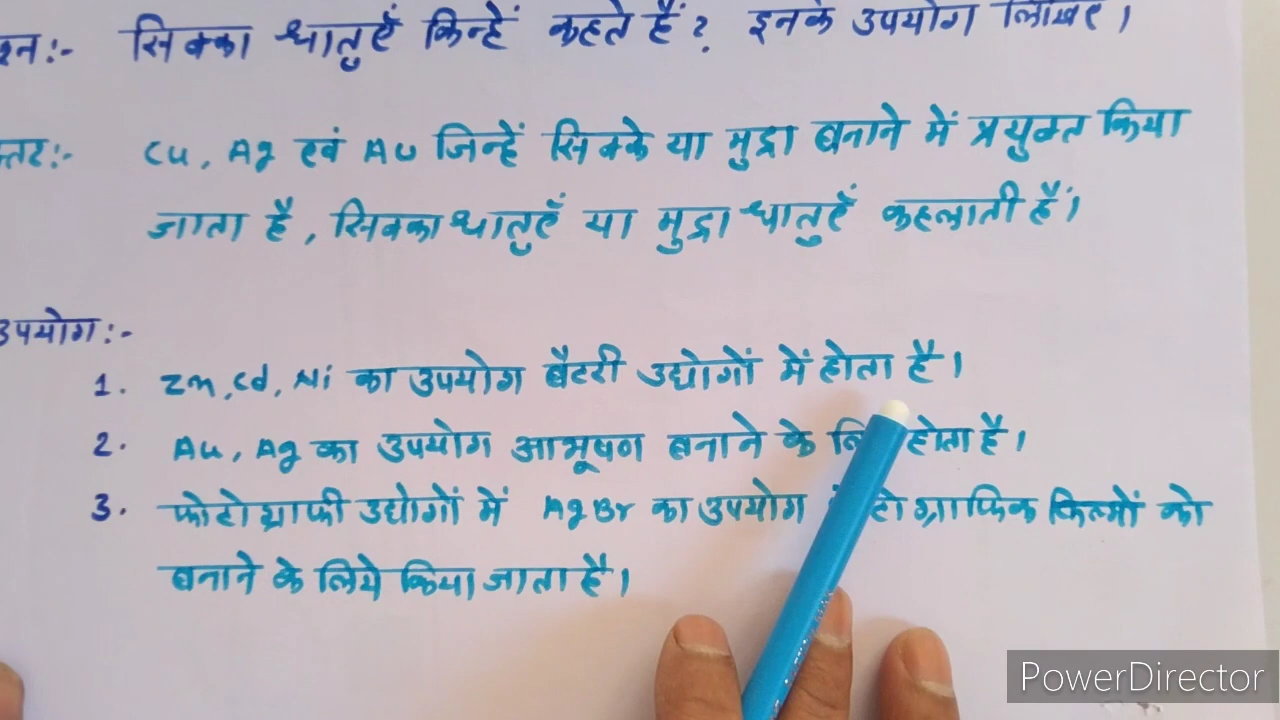 सिक्का धातुएँ किन्हें कहते हैं? इनके उपयोग लिखिए।
Cu, Ag एवं Au जिन्हें सिक्के या मुद्रा बनाने में प्रयुक्त किया
जाता है, सिक्का धातुएँ या मुद्रा धातुएँ कहलाती हैं।
उपयोग:-
1. Zn, Cd, Ni का उपयोग बैटरी उद्योगों में होता है।
2. Au, Ag का उपयोग आभूषण बनाने के होता है।
3. फोटोग्राफी उद्योगों में AgBr का उपयोग फिल्मों को
बनाने के लिये किया जाता है।
PowerDirector